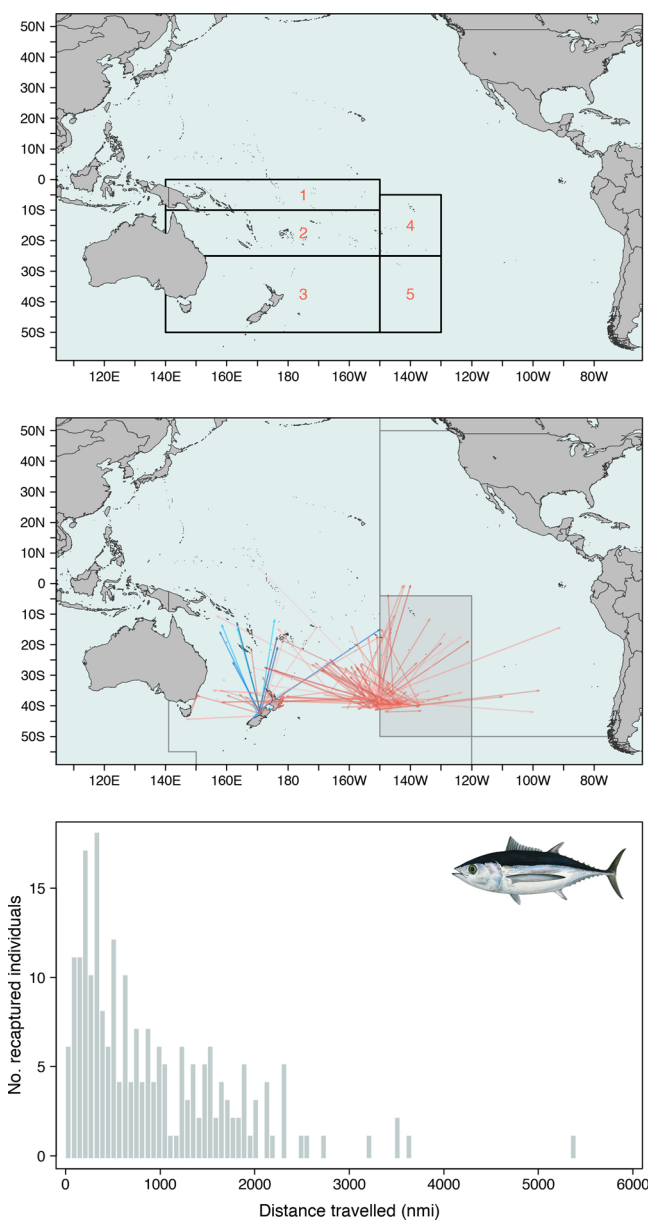 50N
40N
30N
20N
10N
0
10S
20S
30S
40S
50S
1
2
3
4
5
120E 140E 160E 180 160W 140W 120W 100W 80W
50N
40N
30N
20N
10N
0
10S
20S
30S
40S
50S
120E 140E 160E 180 160W 140W 120W 100W 80W
No. recaptured individuals
15
10
5
0
0 1000 2000 3000 4000 5000 6000
Distance travelled (nmi)